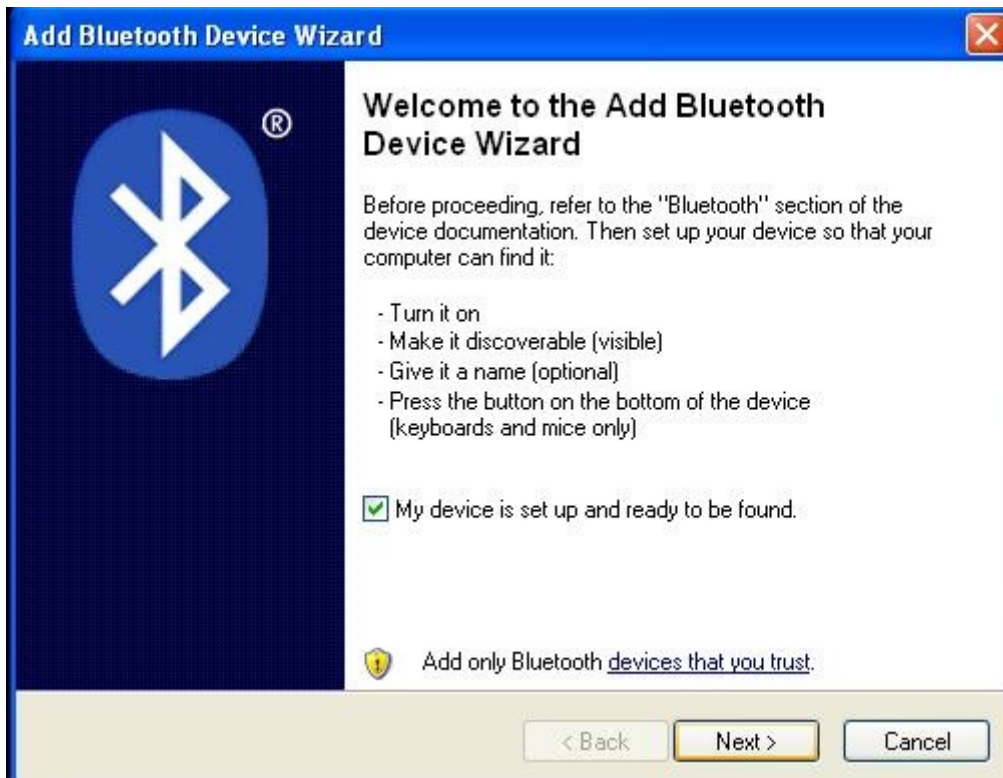 Add Bluetooth Device Wizard
®
Welcome to the Add Bluetooth
Device Wizard
Before proceeding, refer to the "Bluetooth" section of the
device documentation. Then set up your device so that your
computer can find it:
- Turn it on
- Make it discoverable (visible)
- Give it a name (optional)
- Press the button on the bottom of the device
(keyboards and mice only)
My device is set up and ready to be found.
Add only Bluetooth devices that you trust.
< Back Next > Cancel